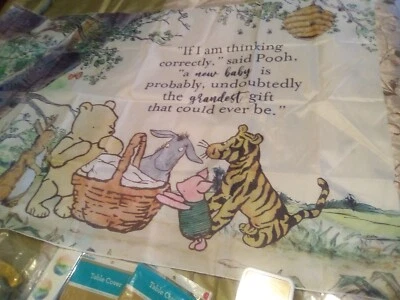 "If I am thinking
correctly," said Pooh,
"a new baby is
probably, undoubtedly
the grandest gift
that could ever be."
Table Cover
Table Cover